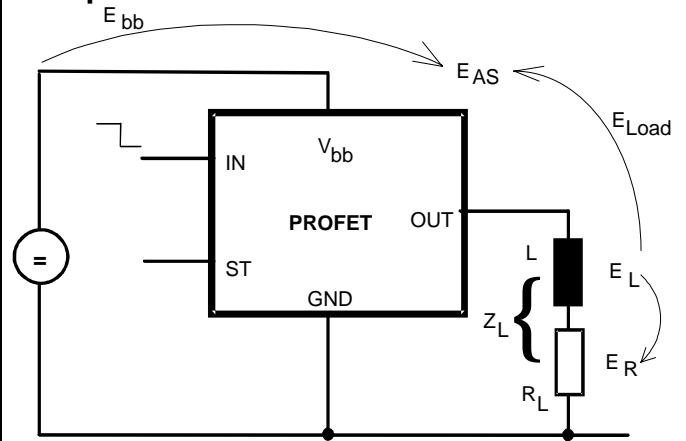 E bb
E AS
E Load
V bb
IN
PROFET
OUT
ST
GND
=
L
E L
Z L {
E R
R L